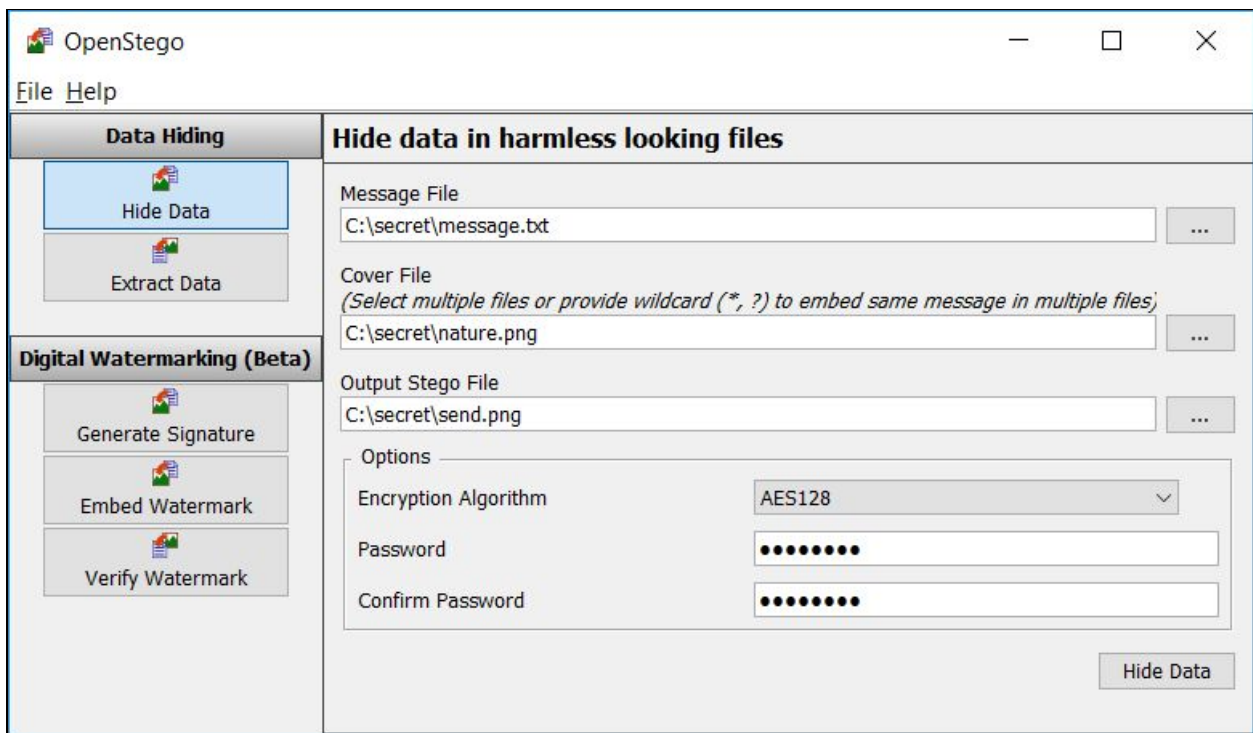 OpenStego
File Help
Data Hiding
Hide Data
Extract Data
Digital Watermarking (Beta)
Generate Signature
Embed Watermark
Verify Watermark
Hide data in harmless looking files
Message File
C:\secret\message.txt
...
Cover File
(Select multiple files or provide wildcard (*, ?) to embed same message in multiple files)
C:\secret\nature.png
...
Output Stego File
C:\secret\send.png
...
Options
Encryption Algorithm AES128
Password ●●●●●●●●
Confirm Password ●●●●●●●●
Hide Data